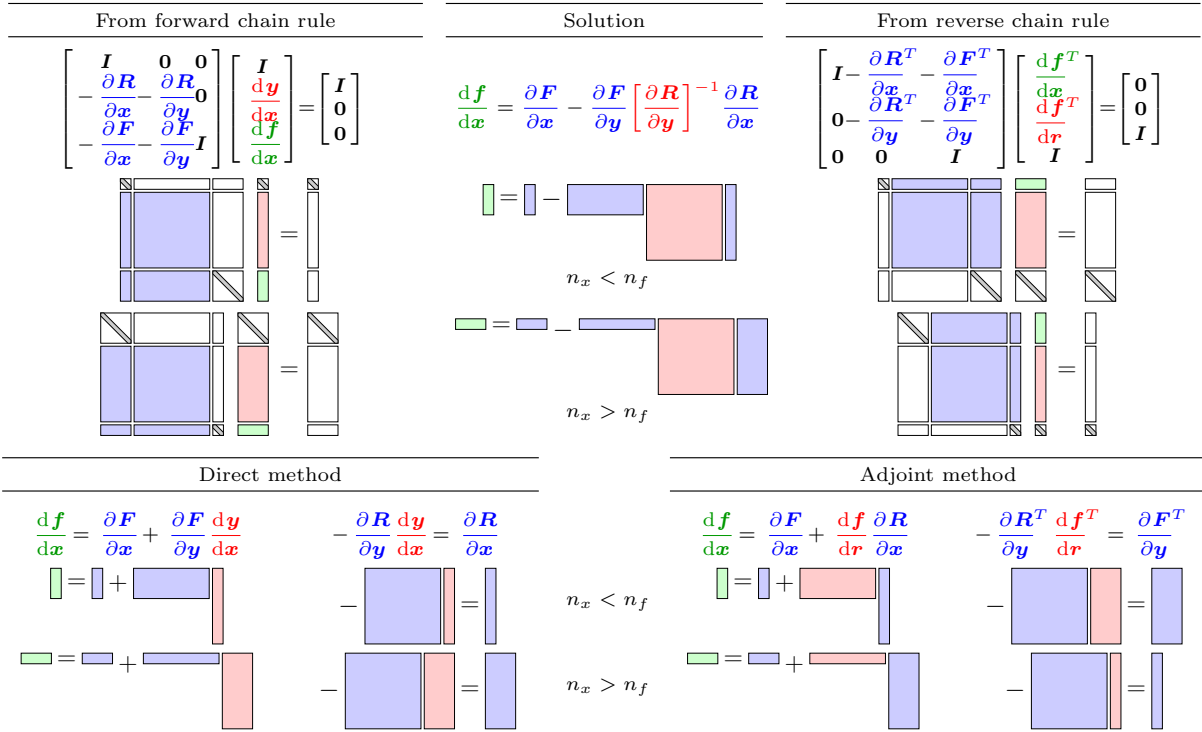 From forward chain rule
Solution
From reverse chain rule
[ I 0 0 ] [ I ] = [ I ]
[ −∂R/∂x −∂R/∂y 0 ] [ dy/dx ] [ 0 ]
[ −∂F/∂x −∂F/∂y I ] [ df/dx ] [ 0 ]
df/dx = ∂F/∂x − ∂F/∂y [∂R/∂y]⁻¹ ∂R/∂x
[ I −∂R^T/∂x −∂F^T/∂x ] [ df^T/dx ] = [ 0 ]
[ 0 −∂R^T/∂y −∂F^T/∂y ] [ df^T/dr ] [ 0 ]
[ 0 0 I ] [ I ] [ I ]
=
= −
n_x < n_f
=
=
= −
n_x > n_f
=
Direct method
df/dx = ∂F/∂x + ∂F/∂y dy/dx
−∂R/∂y dy/dx = ∂R/∂x
= +
− =
n_x < n_f
= +
− =
n_x > n_f
Adjoint method
df/dx = ∂F/∂x + df/dr ∂R/∂x
−∂R^T/∂y df^T/dr = ∂F^T/∂y
= +
− =
= +
− =